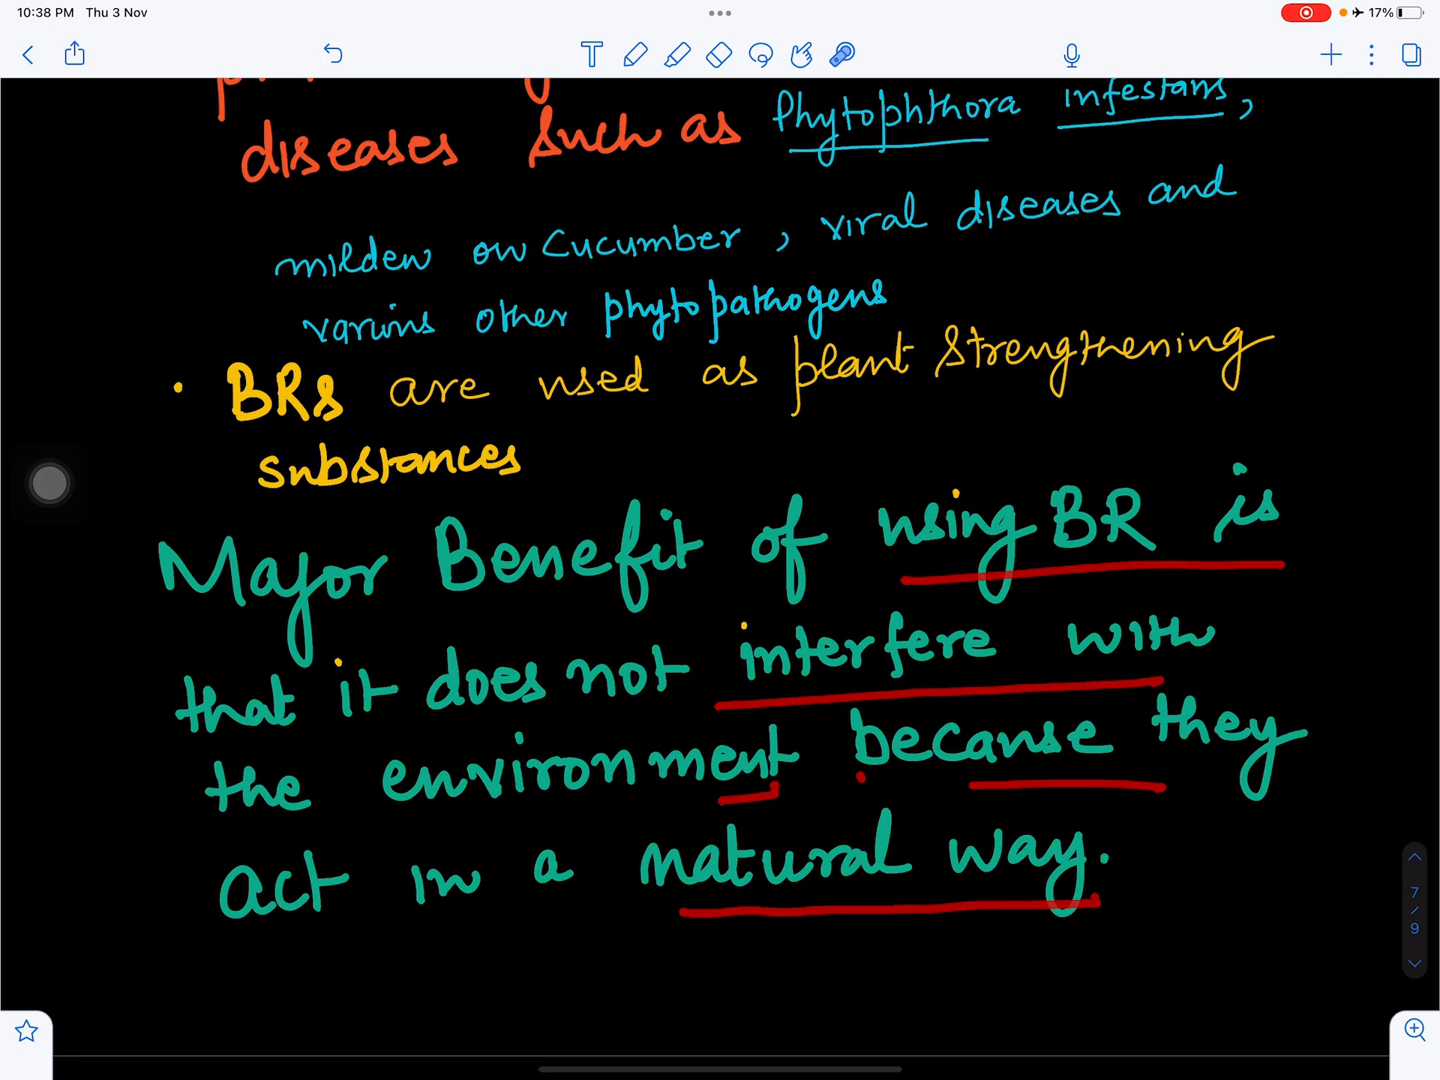 10:38 PM Thu 3 Nov
17%
diseases such as Phytophthora infestans,
mildew on Cucumber, viral diseases and
various other phytopathogens
• BRs are used as plant strengthening
substances
Major Benefit of using BR is
that it does not interfere with
the environment because they
act in a natural way.
7
/
9